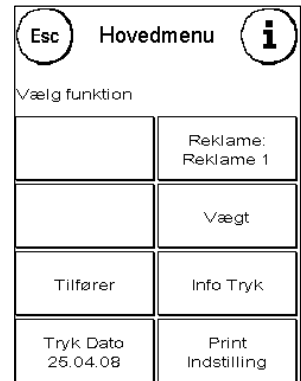 Esc Hovedmenu i
Vælg funktion
Reklame:
Reklame 1
Vægt
Tilfører Info Tryk
Tryk Dato Print
25.04.08 Indstilling